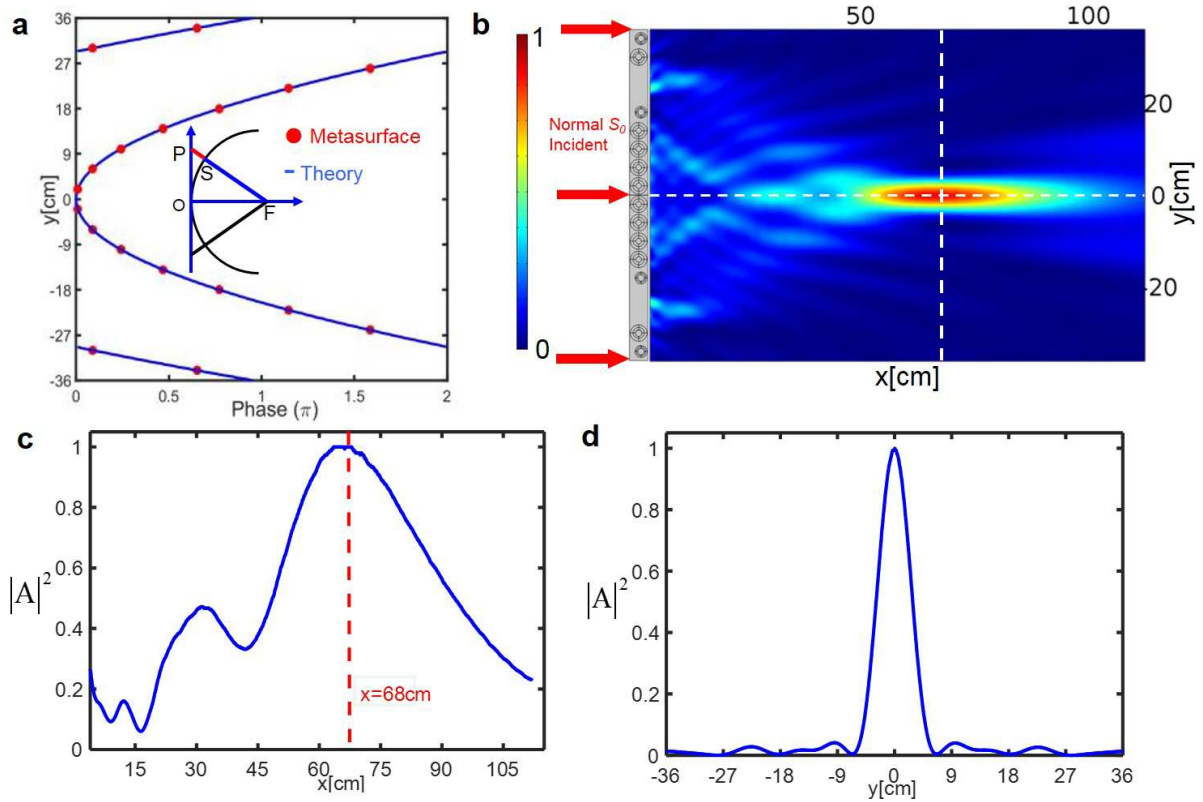 a
36
27
18
9
0
-9
-18
-27
-36
y[cm]
0
0.5
1
1.5
2
Phase (π)
P
S
O
F
Metasurface
Theory
b
1
0
Normal S₀
Incident
50
100
20
0
-20
y[cm]
x[cm]
c
1
0.8
0.6
0.4
0.2
0
|A|²
x=68cm
15
30
45
60
75
90
105
x[cm]
d
1
0.8
0.6
0.4
0.2
0
|A|²
-36
-27
-18
-9
0
9
18
27
36
y[cm]